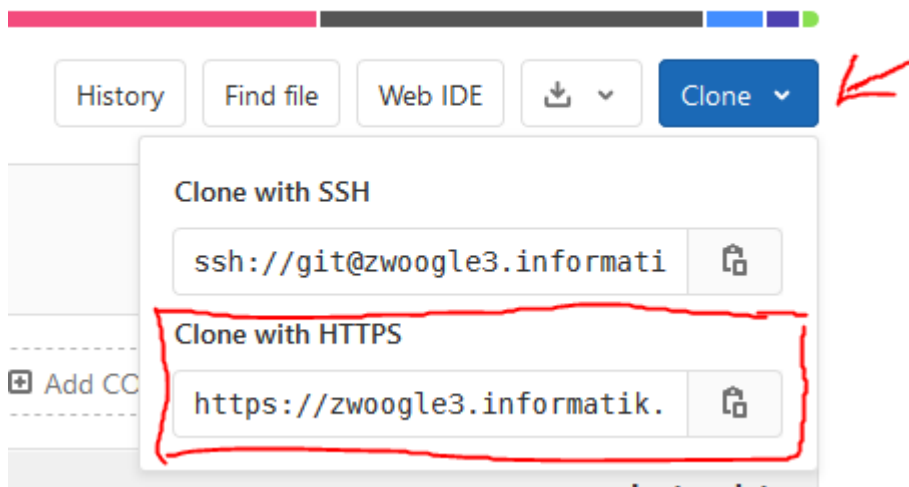 History Find file Web IDE Clone
Clone with SSH
ssh://git@zwoogle3.informati
Clone with HTTPS
Add CC
https://zwoogle3.informatik.